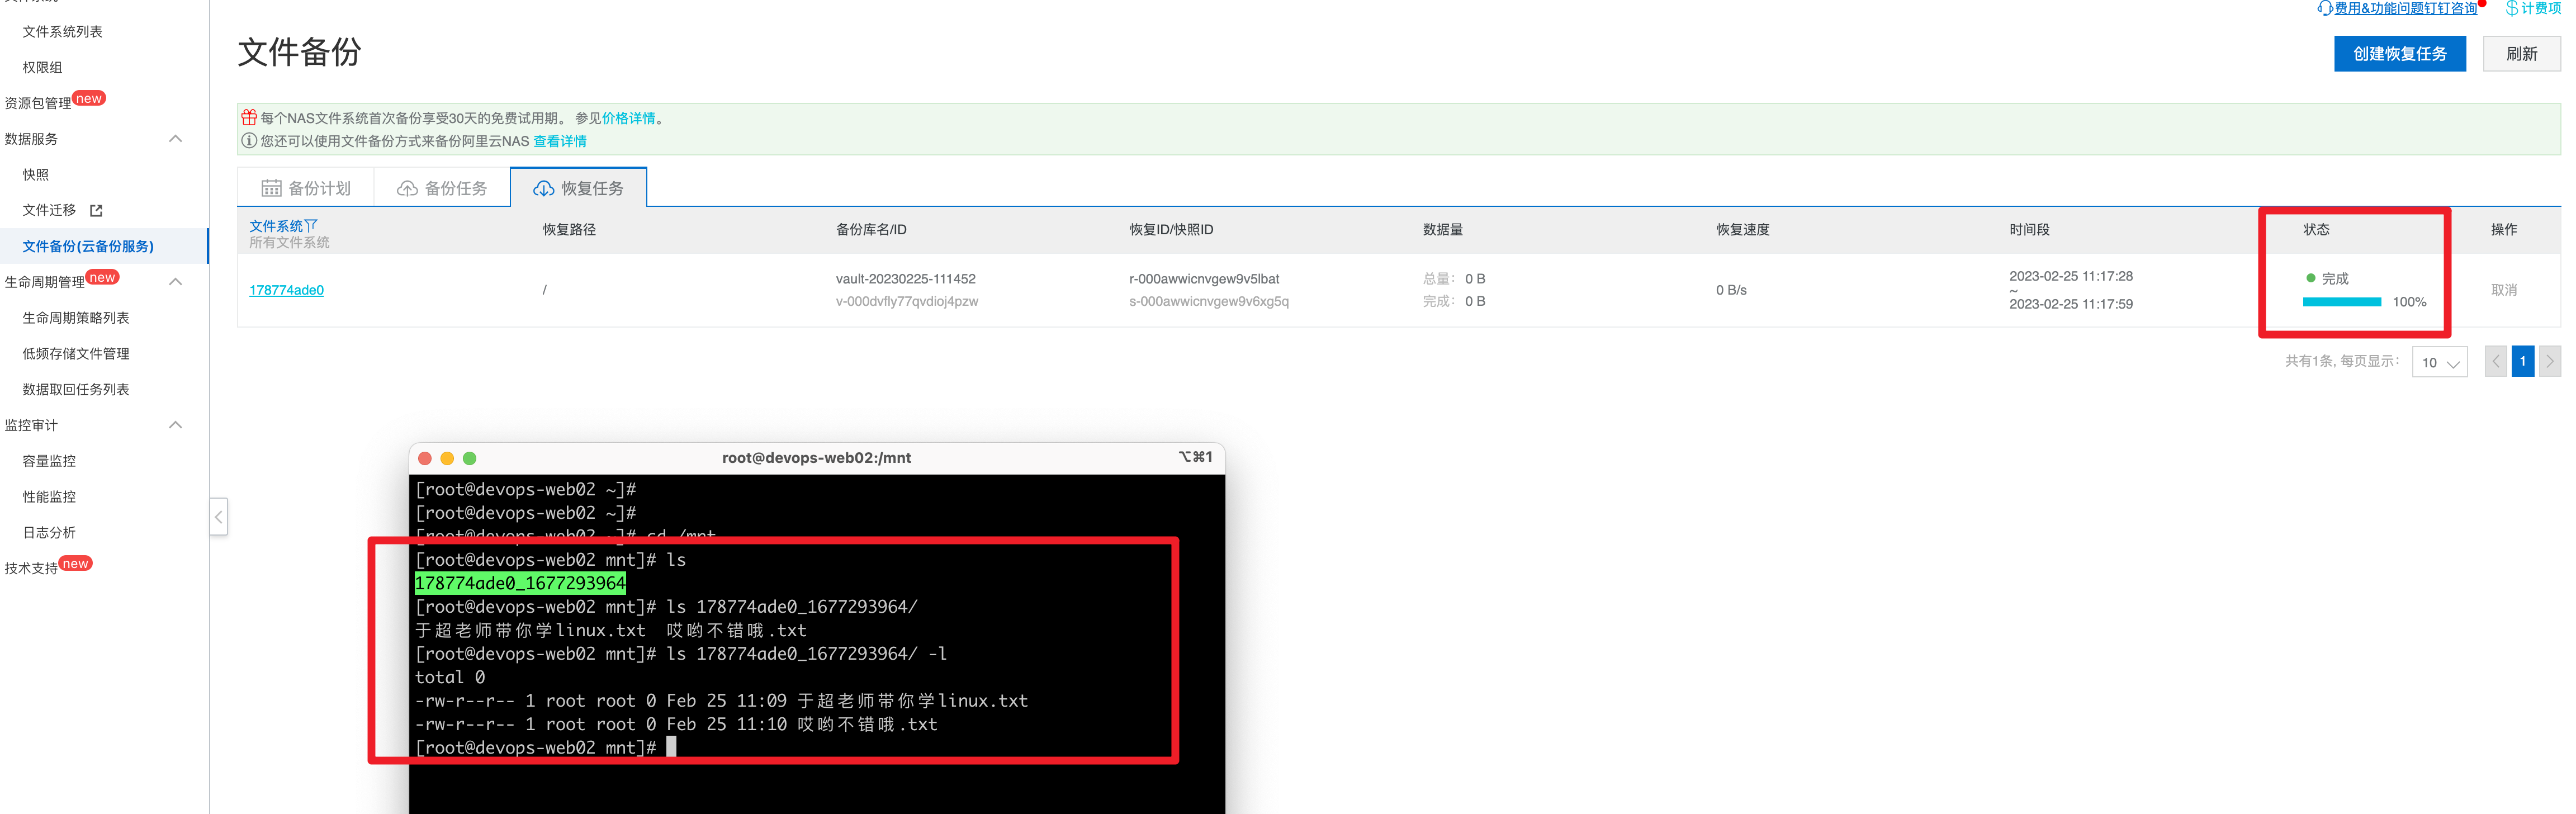 文件系统列表
权限组
资源包管理 new
数据服务
快照
文件迁移
文件备份(云备份服务)
生命周期管理 new
生命周期策略列表
低频存储文件管理
数据取回任务列表
监控审计
容量监控
性能监控
日志分析
技术支持 new
费用&功能问题钉钉咨询 计费项
文件备份
创建恢复任务 刷新
每个NAS文件系统首次备份享受30天的免费试用期。 参见价格详情。
您还可以使用文件备份方式来备份阿里云NAS 查看详情
备份计划 备份任务 恢复任务
文件系统 恢复路径 备份库名/ID 恢复ID/快照ID 数据量 恢复速度 时间段 状态 操作
所有文件系统
178774ade0 / vault-20230225-111452 r-000awwicnvgew9v5lbat 总量: 0 B 0 B/s 2023-02-25 11:17:28 完成 取消
~
v-000dvfly77qvdioj4pzw s-000awwicnvgew9v6xg5q 完成: 0 B 2023-02-25 11:17:59 100%
共有1条, 每页显示: 10 1
root@devops-web02:/mnt ⌥⌘1
[root@devops-web02 ~]#
[root@devops-web02 ~]#
[root@devops-web02 ~]# cd /mnt
[root@devops-web02 mnt]# ls
178774ade0_1677293964
[root@devops-web02 mnt]# ls 178774ade0_1677293964/
于超老师带你学linux.txt 哎哟不错哦.txt
[root@devops-web02 mnt]# ls 178774ade0_1677293964/ -l
total 0
-rw-r--r-- 1 root root 0 Feb 25 11:09 于超老师带你学linux.txt
-rw-r--r-- 1 root root 0 Feb 25 11:10 哎哟不错哦.txt
[root@devops-web02 mnt]#